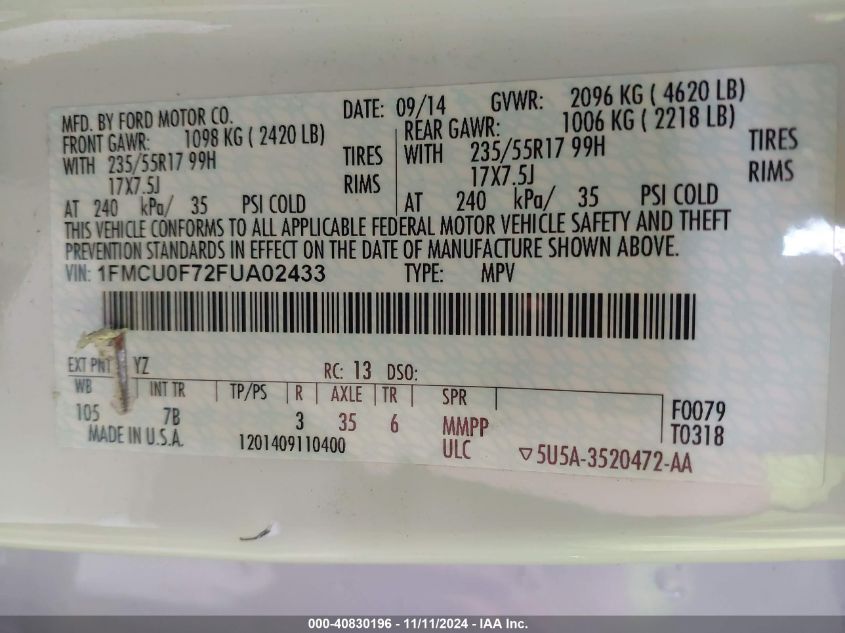 MFD. BY FORD MOTOR CO. DATE: 09/14 GVWR: 2096 KG ( 4620 LB)
FRONT GAWR: 1098 KG ( 2420 LB) REAR GAWR: 1006 KG ( 2218 LB)
WITH 235/55R17 99H TIRES WITH 235/55R17 99H TIRES
17X7.5J RIMS 17X7.5J RIMS
AT 240 kPa/ 35 PSI COLD AT 240 kPa/ 35 PSI COLD
THIS VEHICLE CONFORMS TO ALL APPLICABLE FEDERAL MOTOR VEHICLE SAFETY AND THEFT
PREVENTION STANDARDS IN EFFECT ON THE DATE OF MANUFACTURE SHOWN ABOVE.
VIN: 1FMCU0F72FUA02433 TYPE: MPV
EXT PNT YZ RC: 13 DSO:
WB INT TR TP/PS R AXLE TR SPR
105 7B 3 35 6 MMPP F0079
MADE IN U.S.A. 1201409110400 ULC T0318
▽5U5A-3520472-AA
000-40830196 - 11/11/2024 - IAA Inc.